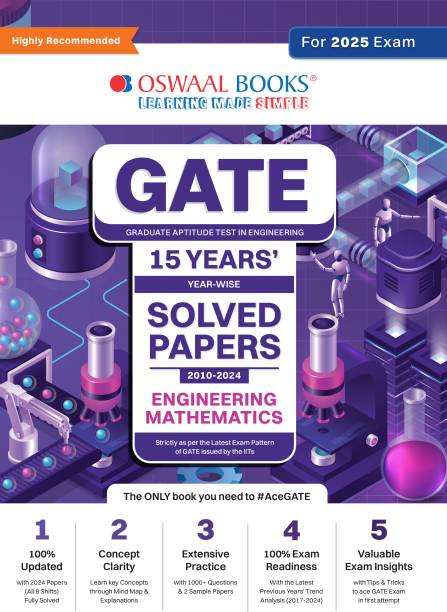 Highly Recommended
For 2025 Exam
OSWAAL BOOKS®
LEARNING MADE SIMPLE
GATE
GRADUATE APTITUDE TEST IN ENGINEERING
15 YEARS'
YEAR-WISE
SOLVED
PAPERS
2010-2024
ENGINEERING
MATHEMATICS
Strictly as per the Latest Exam Pattern
of GATE issued by the IITs
The ONLY book you need to #AceGATE
1
100%
Updated
with 2024 Papers
(All 8 Shifts)
Fully Solved
2
Concept
Clarity
Learn key Concepts
through Mind Map &
Explanations
3
Extensive
Practice
with 1000+ Questions
& 2 Sample Papers
4
100% Exam
Readiness
With the Latest
Previous Years' Trend
Analysis (2017-2024)
5
Valuable
Exam Insights
with Tips & Tricks
to ace GATE Exam
in first attempt